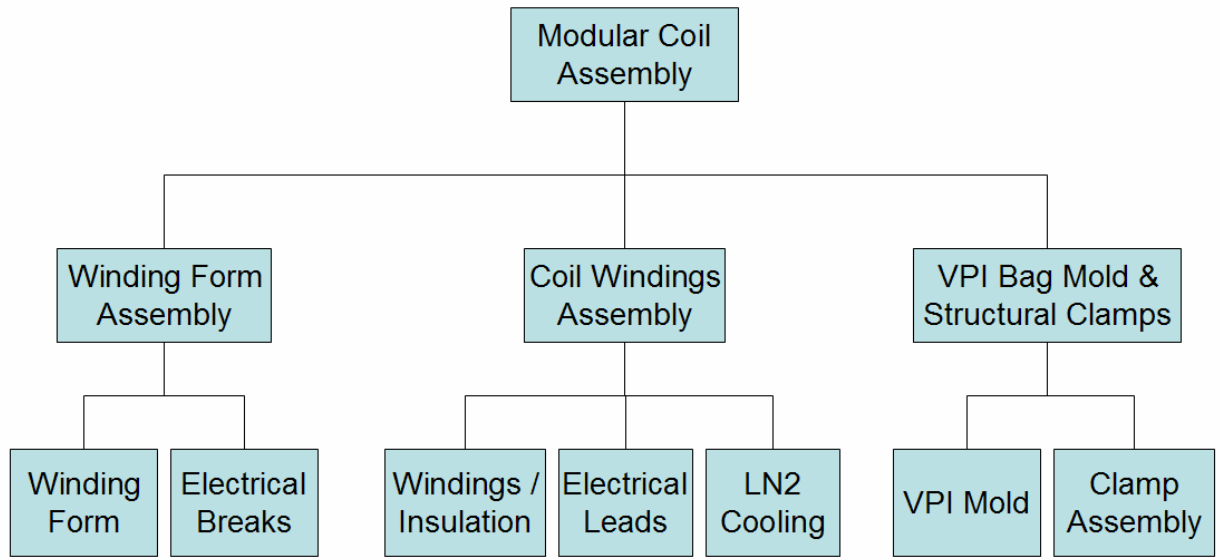 Modular Coil
Assembly
Winding Form
Assembly
Coil Windings
Assembly
VPI Bag Mold &
Structural Clamps
Winding
Form
Electrical
Breaks
Windings /
Insulation
Electrical
Leads
LN2
Cooling
VPI Mold
Clamp
Assembly